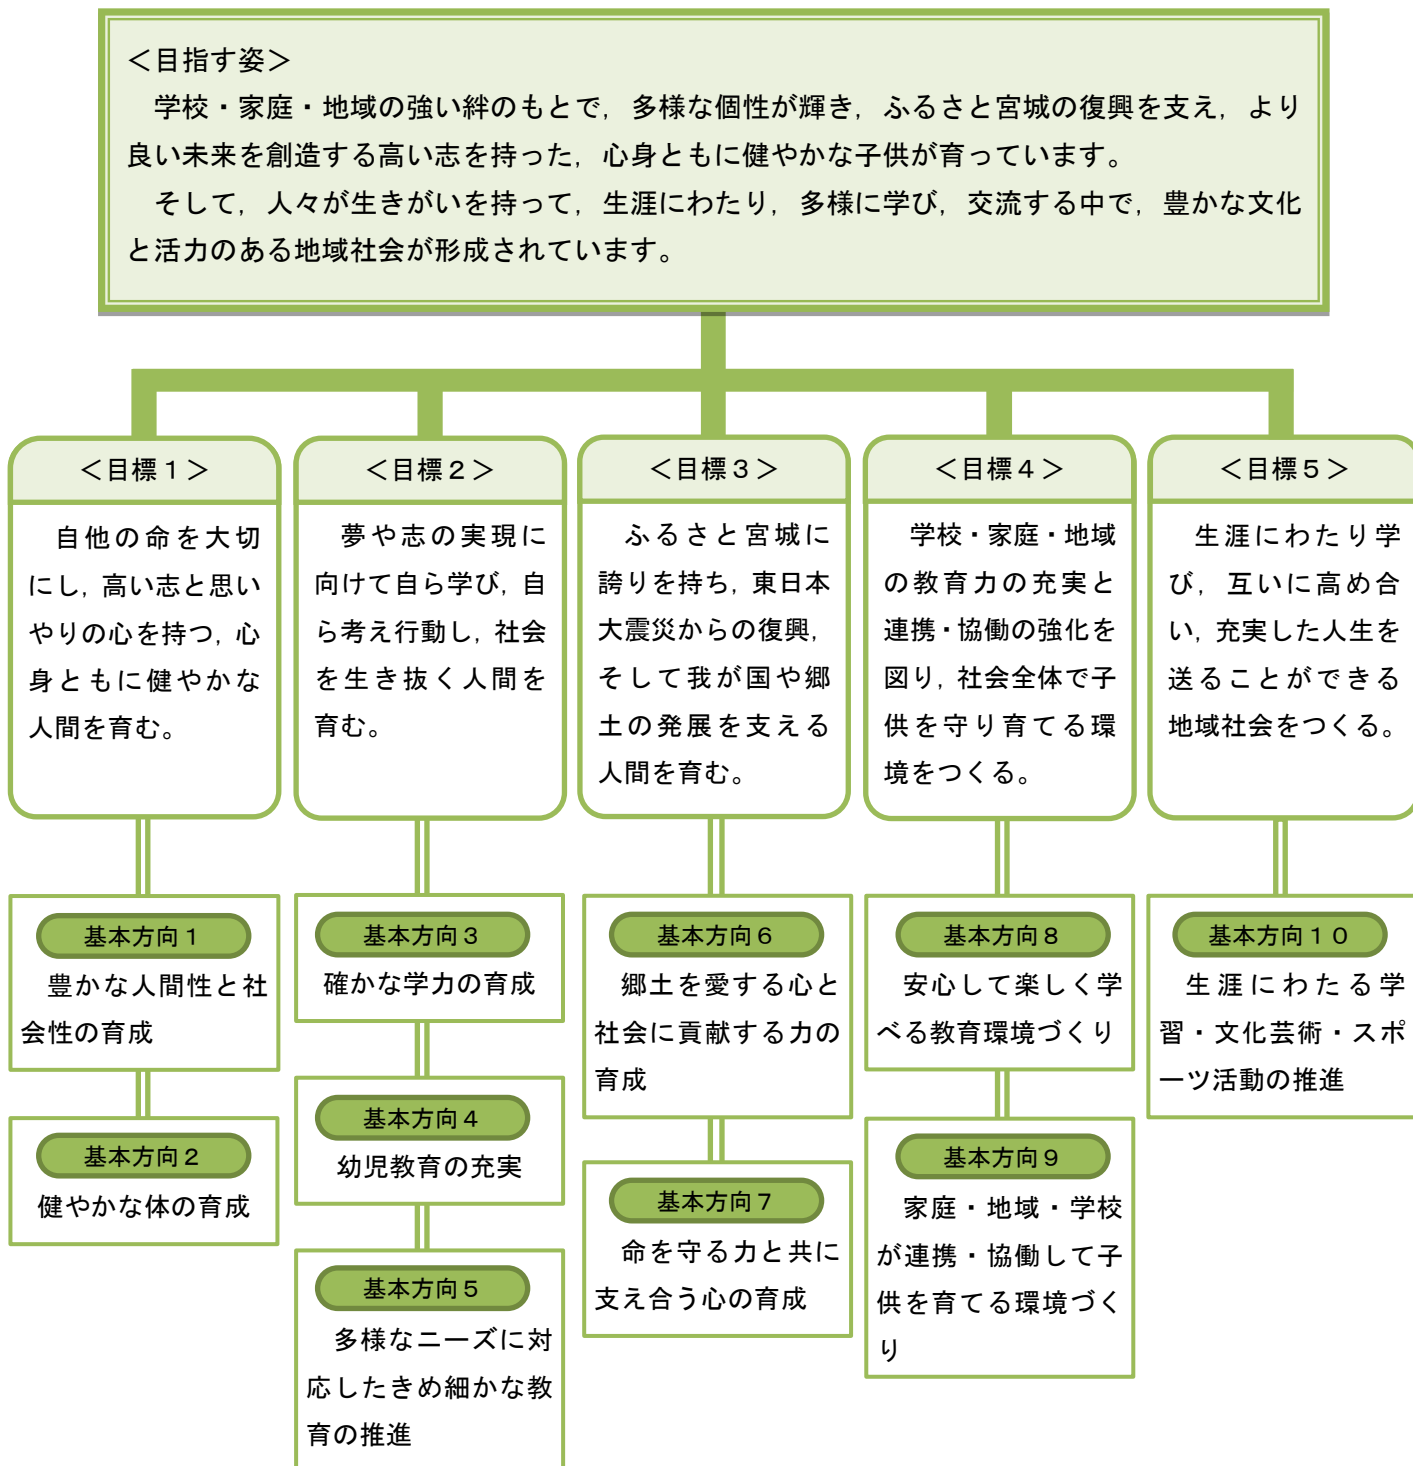 ＜目指す姿＞
学校・家庭・地域の強い絆のもとで，多様な個性が輝き，ふるさと宮城の復興を支え，より
良い未来を創造する高い志を持った，心身ともに健やかな子供が育っています。
そして，人々が生きがいを持って，生涯にわたり，多様に学び，交流する中で，豊かな文化
と活力のある地域社会が形成されています。
＜目標１＞
自他の命を大切
にし，高い志と思い
やりの心を持つ，心
身ともに健やかな
人間を育む。
基本方向１
豊かな人間性と社
会性の育成
基本方向２
健やかな体の育成
＜目標２＞
夢や志の実現に
向けて自ら学び，自
ら考え行動し，社会
を生き抜く人間を
育む。
基本方向３
確かな学力の育成
基本方向４
幼児教育の充実
基本方向５
多様なニーズに対
応したきめ細かな教
育の推進
＜目標３＞
ふるさと宮城に
誇りを持ち，東日本
大震災からの復興，
そして我が国や郷
土の発展を支える
人間を育む。
基本方向６
郷土を愛する心と
社会に貢献する力の
育成
基本方向７
命を守る力と共に
支え合う心の育成
＜目標４＞
学校・家庭・地域
の教育力の充実と
連携・協働の強化を
図り，社会全体で子
供を守り育てる環
境をつくる。
基本方向８
安心して楽しく学
べる教育環境づくり
基本方向９
家庭・地域・学校
が連携・協働して子
供を育てる環境づく
り
＜目標５＞
生涯にわたり学
び，互いに高め合
い，充実した人生を
送ることができる
地域社会をつくる。
基本方向１０
生涯にわたる学
習・文化芸術・スポ
ーツ活動の推進